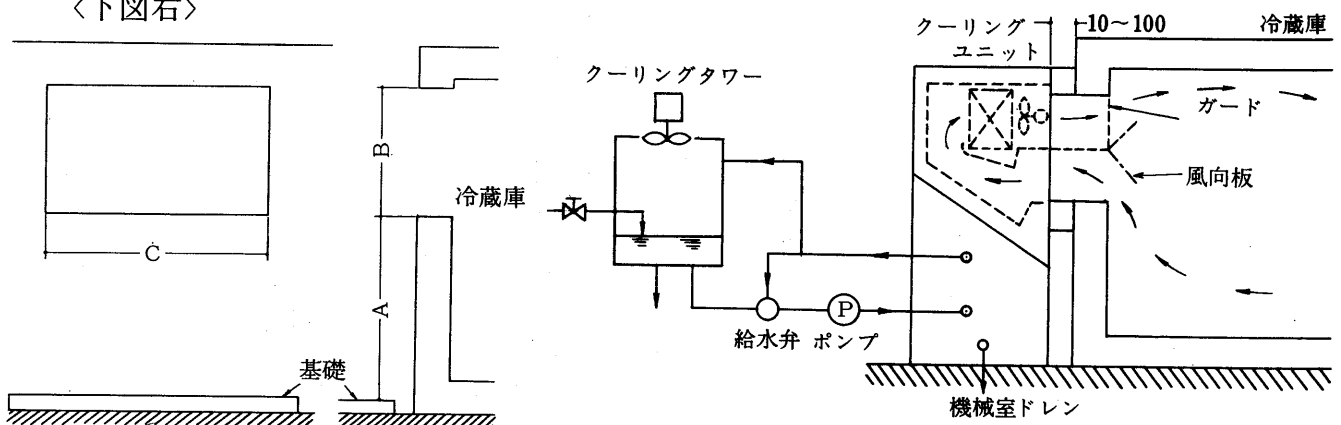 〈下図右〉
C
B
A
基礎
クーリングタワー
冷蔵庫
給水弁
P
ポンプ
クーリング
ユニット
10～100
冷蔵庫
ガード
風向板
機械室ドレン